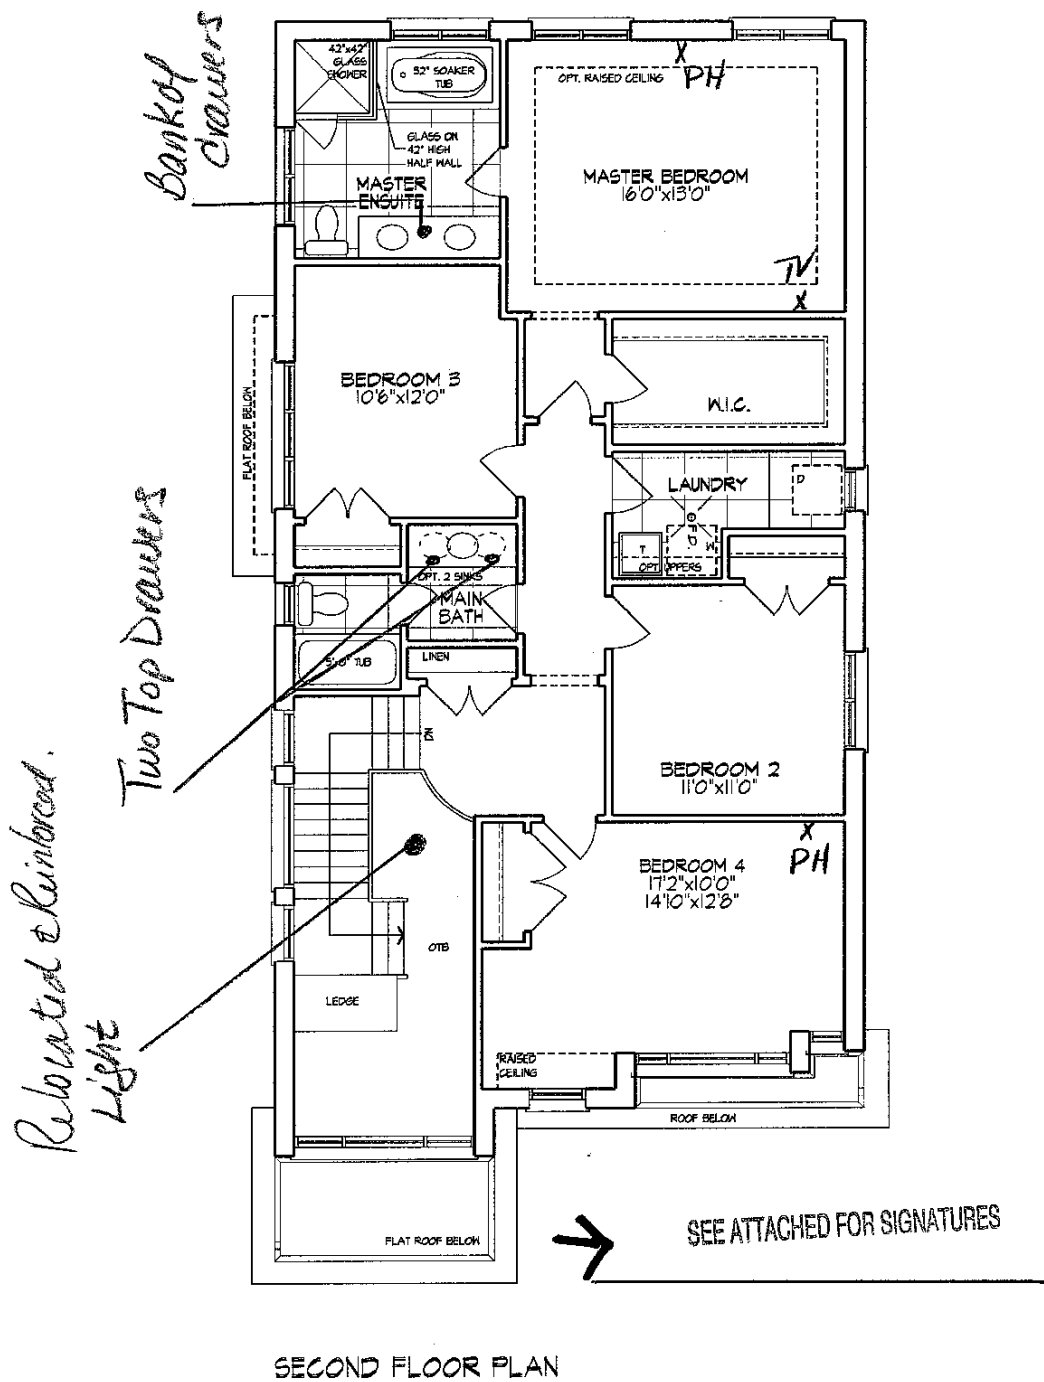 Bank of
drawers
42"x42"
GLASS
SHOWER
52" SOAKER
TUB
GLASS ON
42" HIGH
HALF WALL
MASTER
ENSUITE
X
PH
OPT. RAISED CEILING
MASTER BEDROOM
16'0"x13'0"
TV
X
BEDROOM 3
10'6"x12'0"
FLAT ROOF BELOW
W.I.C.
LAUNDRY
D
F.D.
W
T
OPT. UPPERS
Two Top Drawers
OPT. 2 SINKS
MAIN
BATH
5'-0" TUB
LINEN
DN
BEDROOM 2
11'0"x11'0"
X
PH
BEDROOM 4
17'2"x10'0"
14'10"x12'8"
Relocated & Reinforced.
Light
OTB
LEDGE
RAISED
CEILING
ROOF BELOW
FLAT ROOF BELOW
SEE ATTACHED FOR SIGNATURES
SECOND FLOOR PLAN